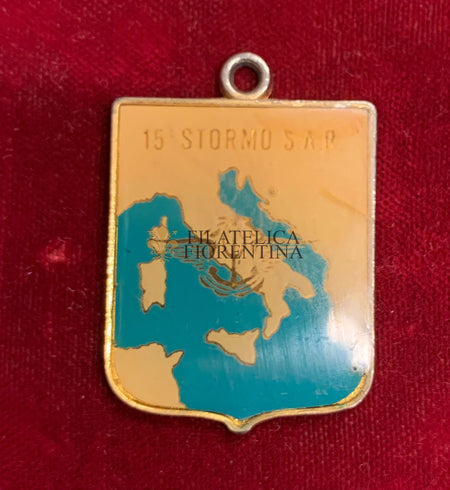 15° STORMO S.A.R.
FILATELICA
FIORENTINA